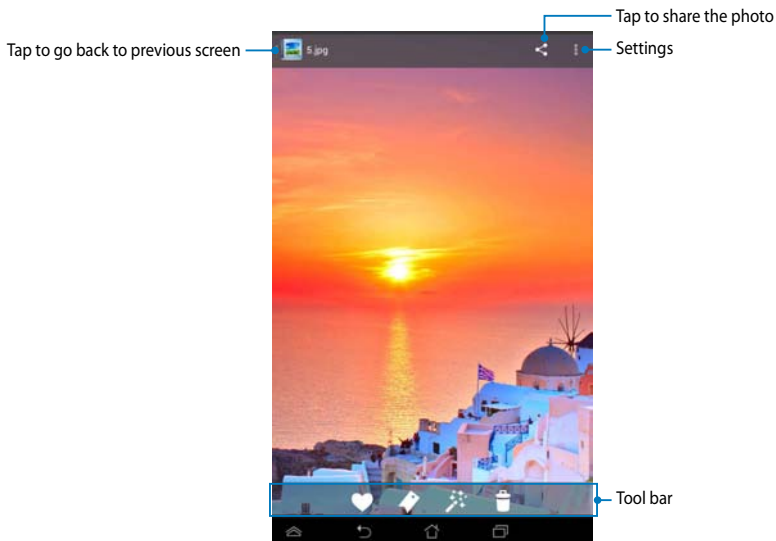 Tap to share the photo
Tap to go back to previous screen
5.jpg
Settings
Tool bar